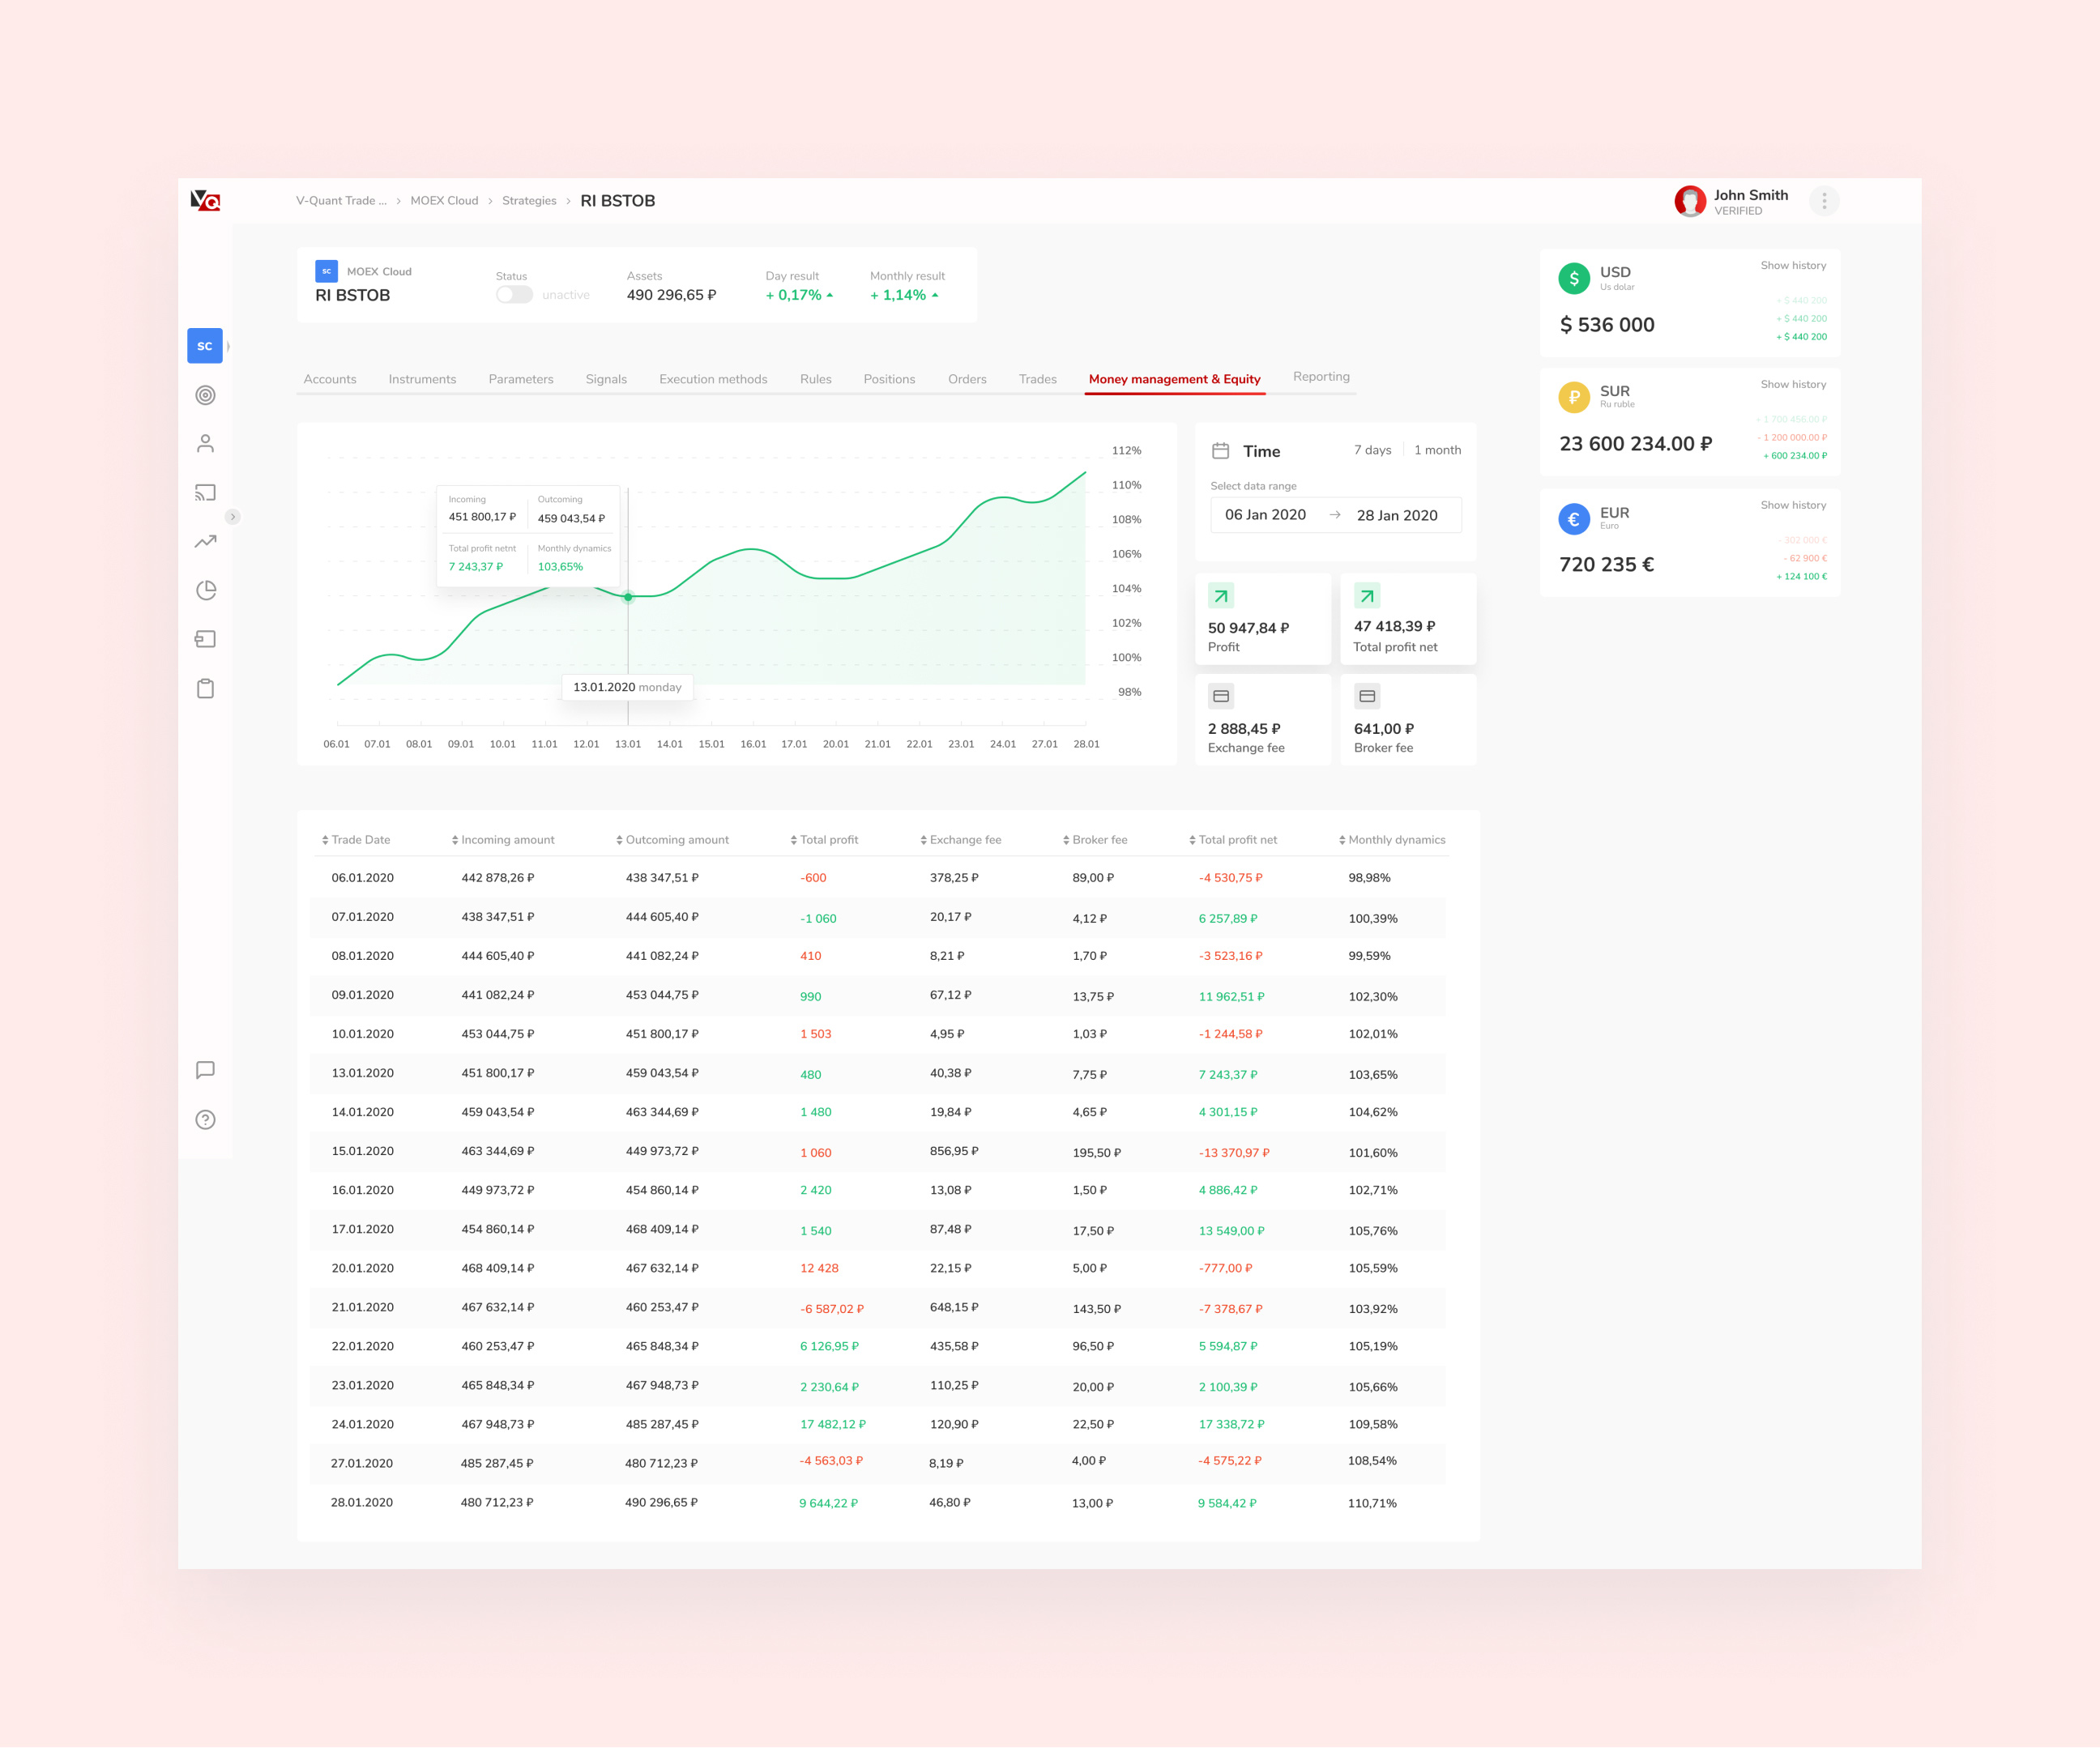 VQ
V-Quant Trade ... > MOEX Cloud > Strategies > RI BSTOB
John Smith
VERIFIED
sc MOEX Cloud
RI BSTOB
Status
unactive
Assets
490 296,65 ₽
Day result
+ 0,17%
Monthly result
+ 1,14%
SC
Accounts Instruments Parameters Signals Execution methods Rules Positions Orders Trades Money management & Equity Reporting
Incoming Outcoming
451 800,17 ₽ 459 043,54 ₽
Total profit netnt Monthly dynamics
7 243,37 ₽ 103,65%
13.01.2020 monday
112%
110%
108%
106%
104%
102%
100%
98%
06.01 07.01 08.01 09.01 10.01 11.01 12.01 13.01 14.01 15.01 16.01 17.01 20.01 21.01 22.01 23.01 24.01 27.01 28.01
Time 7 days 1 month
Select data range
06 Jan 2020 → 28 Jan 2020
50 947,84 ₽
Profit
47 418,39 ₽
Total profit net
2 888,45 ₽
Exchange fee
641,00 ₽
Broker fee
$ USD Show history
Us dolar
+ $ 440 200
$ 536 000 + $ 440 200
+ $ 440 200
₽ SUR Show history
Ru ruble
+ 1 700 456.00 ₽
23 600 234.00 ₽ - 1 200 000.00 ₽
+ 600 234.00 ₽
€ EUR Show history
Euro
- 302 000 €
720 235 € - 62 900 €
+ 124 100 €
Trade Date Incoming amount Outcoming amount Total profit Exchange fee Broker fee Total profit net Monthly dynamics
06.01.2020 442 878,26 ₽ 438 347,51 ₽ -600 378,25 ₽ 89,00 ₽ -4 530,75 ₽ 98,98%
07.01.2020 438 347,51 ₽ 444 605,40 ₽ -1 060 20,17 ₽ 4,12 ₽ 6 257,89 ₽ 100,39%
08.01.2020 444 605,40 ₽ 441 082,24 ₽ 410 8,21 ₽ 1,70 ₽ -3 523,16 ₽ 99,59%
09.01.2020 441 082,24 ₽ 453 044,75 ₽ 990 67,12 ₽ 13,75 ₽ 11 962,51 ₽ 102,30%
10.01.2020 453 044,75 ₽ 451 800,17 ₽ 1 503 4,95 ₽ 1,03 ₽ -1 244,58 ₽ 102,01%
13.01.2020 451 800,17 ₽ 459 043,54 ₽ 480 40,38 ₽ 7,75 ₽ 7 243,37 ₽ 103,65%
14.01.2020 459 043,54 ₽ 463 344,69 ₽ 1 480 19,84 ₽ 4,65 ₽ 4 301,15 ₽ 104,62%
15.01.2020 463 344,69 ₽ 449 973,72 ₽ 1 060 856,95 ₽ 195,50 ₽ -13 370,97 ₽ 101,60%
16.01.2020 449 973,72 ₽ 454 860,14 ₽ 2 420 13,08 ₽ 1,50 ₽ 4 886,42 ₽ 102,71%
17.01.2020 454 860,14 ₽ 468 409,14 ₽ 1 540 87,48 ₽ 17,50 ₽ 13 549,00 ₽ 105,76%
20.01.2020 468 409,14 ₽ 467 632,14 ₽ 12 428 22,15 ₽ 5,00 ₽ -777,00 ₽ 105,59%
21.01.2020 467 632,14 ₽ 460 253,47 ₽ -6 587,02 ₽ 648,15 ₽ 143,50 ₽ -7 378,67 ₽ 103,92%
22.01.2020 460 253,47 ₽ 465 848,34 ₽ 6 126,95 ₽ 435,58 ₽ 96,50 ₽ 5 594,87 ₽ 105,19%
23.01.2020 465 848,34 ₽ 467 948,73 ₽ 2 230,64 ₽ 110,25 ₽ 20,00 ₽ 2 100,39 ₽ 105,66%
24.01.2020 467 948,73 ₽ 485 287,45 ₽ 17 482,12 ₽ 120,90 ₽ 22,50 ₽ 17 338,72 ₽ 109,58%
27.01.2020 485 287,45 ₽ 480 712,23 ₽ -4 563,03 ₽ 8,19 ₽ 4,00 ₽ -4 575,22 ₽ 108,54%
28.01.2020 480 712,23 ₽ 490 296,65 ₽ 9 644,22 ₽ 46,80 ₽ 13,00 ₽ 9 584,42 ₽ 110,71%